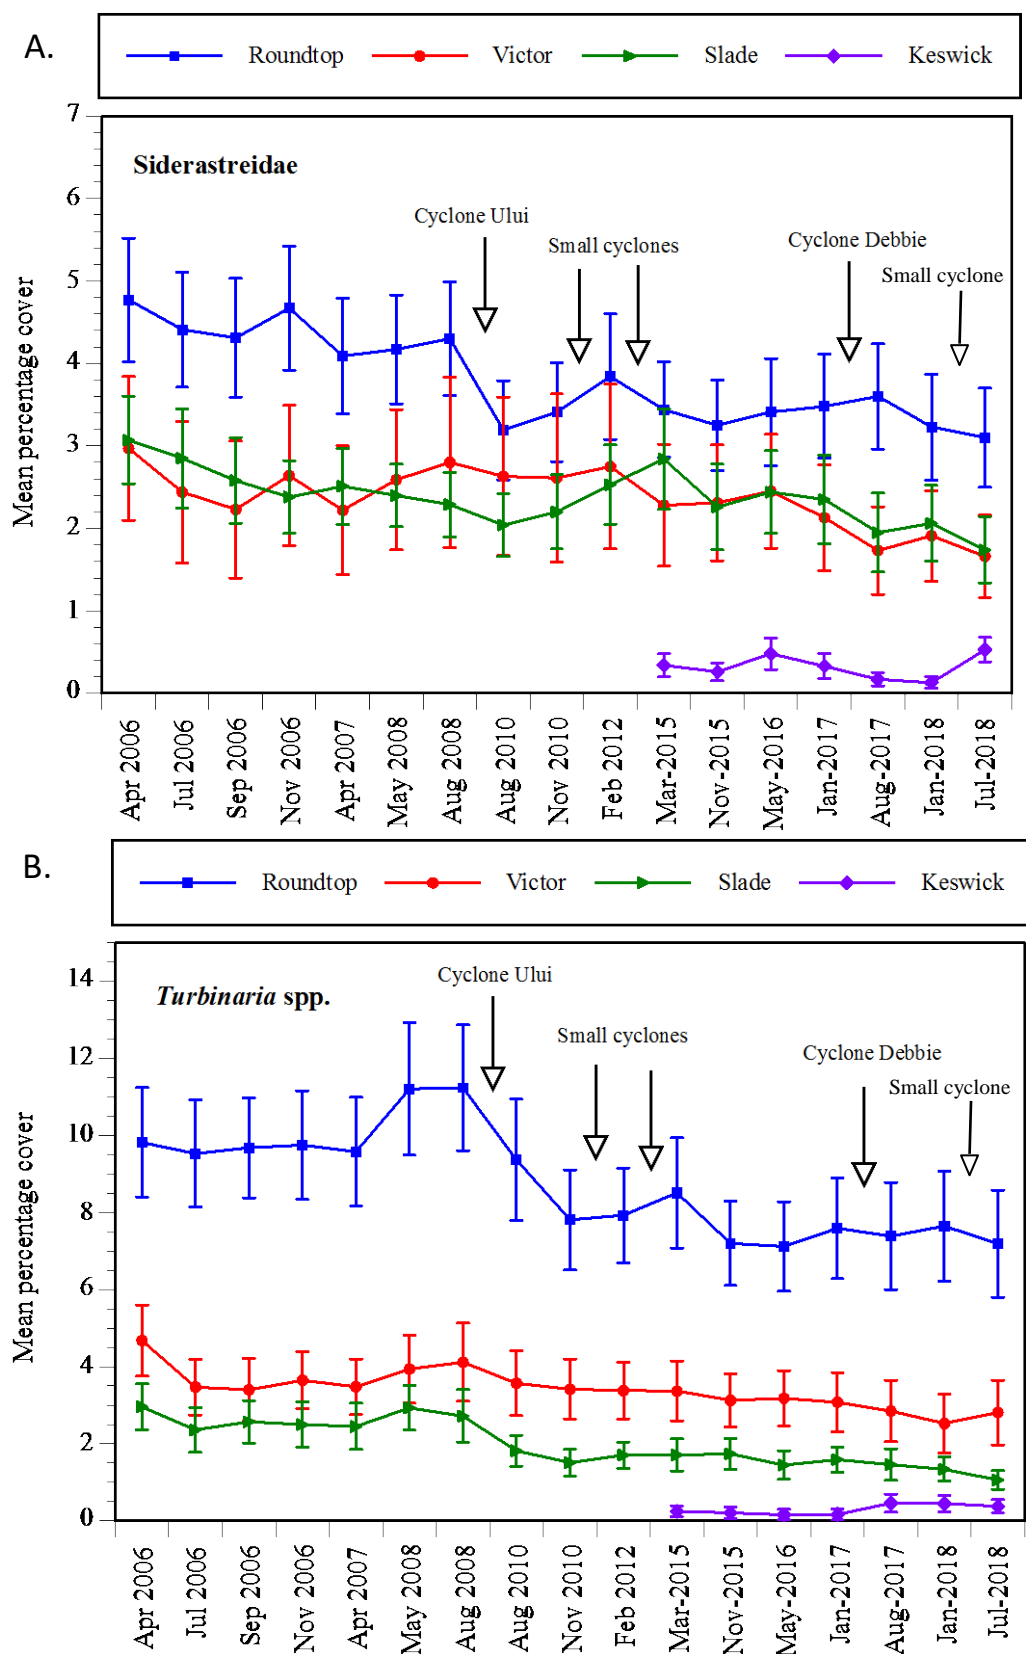 A.
Roundtop Victor Slade Keswick
7
Siderastreidae
6
Cyclone Ului
Small cyclones
Cyclone Debbie
Small cyclone
5
4
3
2
1
0
Mean percentage cover
Apr 2006
Jul 2006
Sep 2006
Nov 2006
Apr 2007
May 2008
Aug 2008
Aug 2010
Nov 2010
Feb 2012
Mar-2015
Nov-2015
May-2016
Jan-2017
Aug-2017
Jan-2018
Jul-2018
B.
Roundtop Victor Slade Keswick
14
Turbinaria spp.
Cyclone Ului
Small cyclones
Cyclone Debbie
Small cyclone
12
10
8
6
4
2
0
Mean percentage cover
Apr 2006
Jul 2006
Sep 2006
Nov 2006
Apr 2007
May 2008
Aug 2008
Aug 2010
Nov 2010
Feb 2012
Mar-2015
Nov-2015
May-2016
Jan-2017
Aug-2017
Jan-2018
Jul-2018